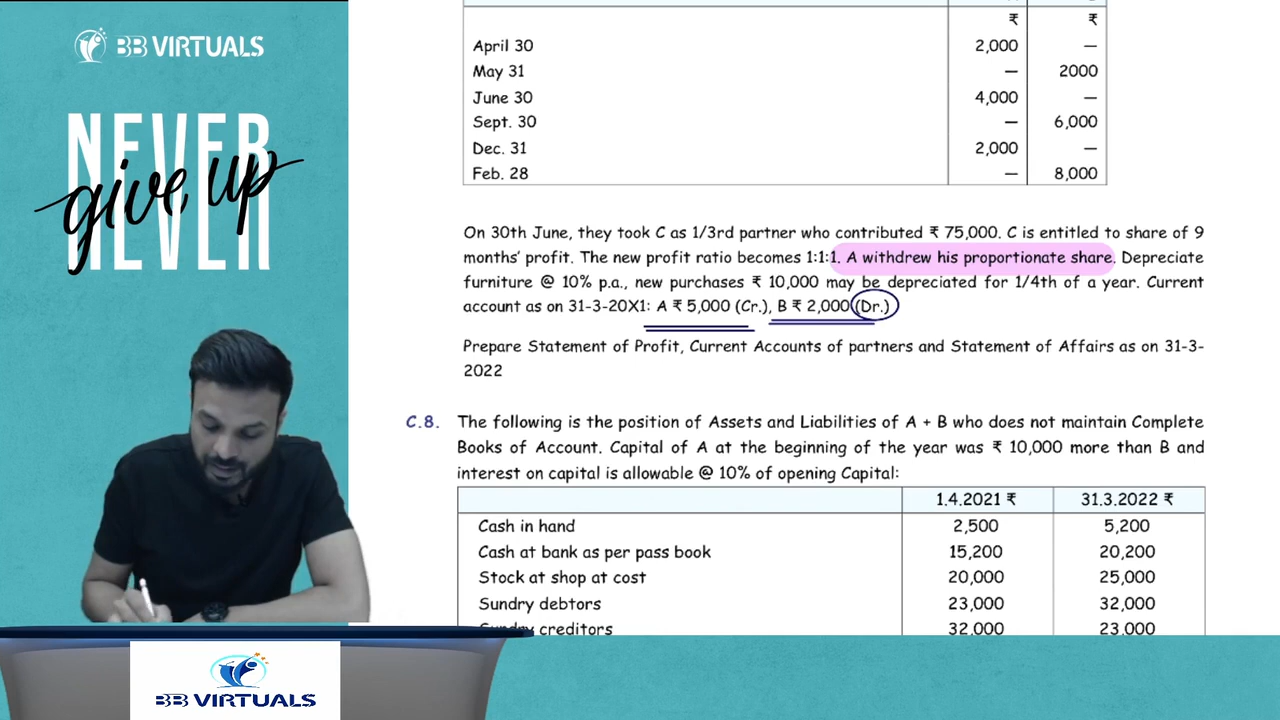 BB VIRTUALS
NEVER
give up
NEVER
₹ ₹
April 30 2,000 —
May 31 — 2000
June 30 4,000 —
Sept. 30 — 6,000
Dec. 31 2,000 —
Feb. 28 — 8,000
On 30th June, they took C as 1/3rd partner who contributed ₹ 75,000. C is entitled to share of 9
months' profit. The new profit ratio becomes 1:1:1. A withdrew his proportionate share. Depreciate
furniture @ 10% p.a., new purchases ₹ 10,000 may be depreciated for 1/4th of a year. Current
account as on 31-3-20X1: A ₹ 5,000 (Cr.), B ₹ 2,000 (Dr.)
Prepare Statement of Profit, Current Accounts of partners and Statement of Affairs as on 31-3-
2022
C.8. The following is the position of Assets and Liabilities of A + B who does not maintain Complete
Books of Account. Capital of A at the beginning of the year was ₹ 10,000 more than B and
interest on capital is allowable @ 10% of opening Capital:
1.4.2021 ₹ 31.3.2022 ₹
Cash in hand 2,500 5,200
Cash at bank as per pass book 15,200 20,200
Stock at shop at cost 20,000 25,000
Sundry debtors 23,000 32,000
Sundry creditors 32,000 23,000
BB VIRTUALS